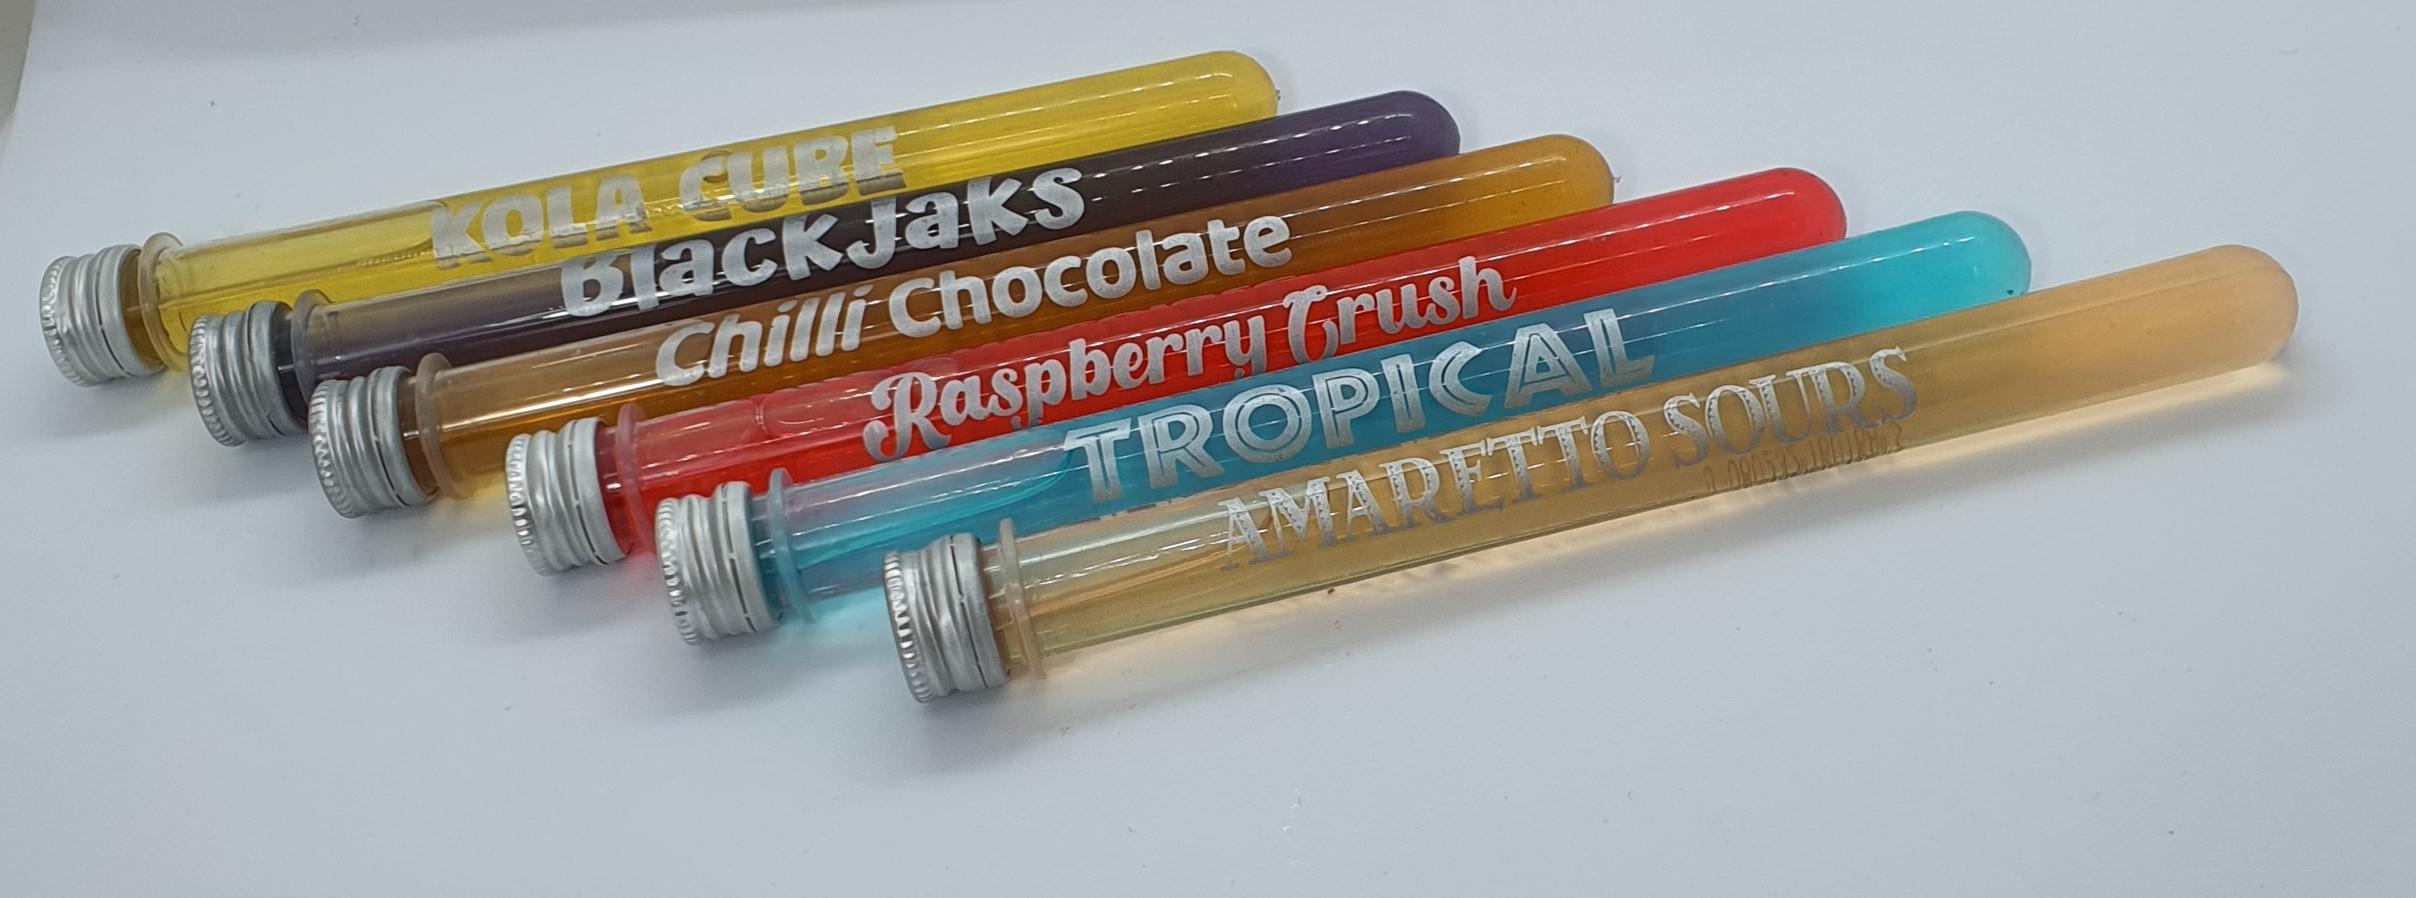 KOLA CUBE
BlackJaks
Chilli Chocolate
Raspberry Crush
TROPICAL
AMARETTO SOURS